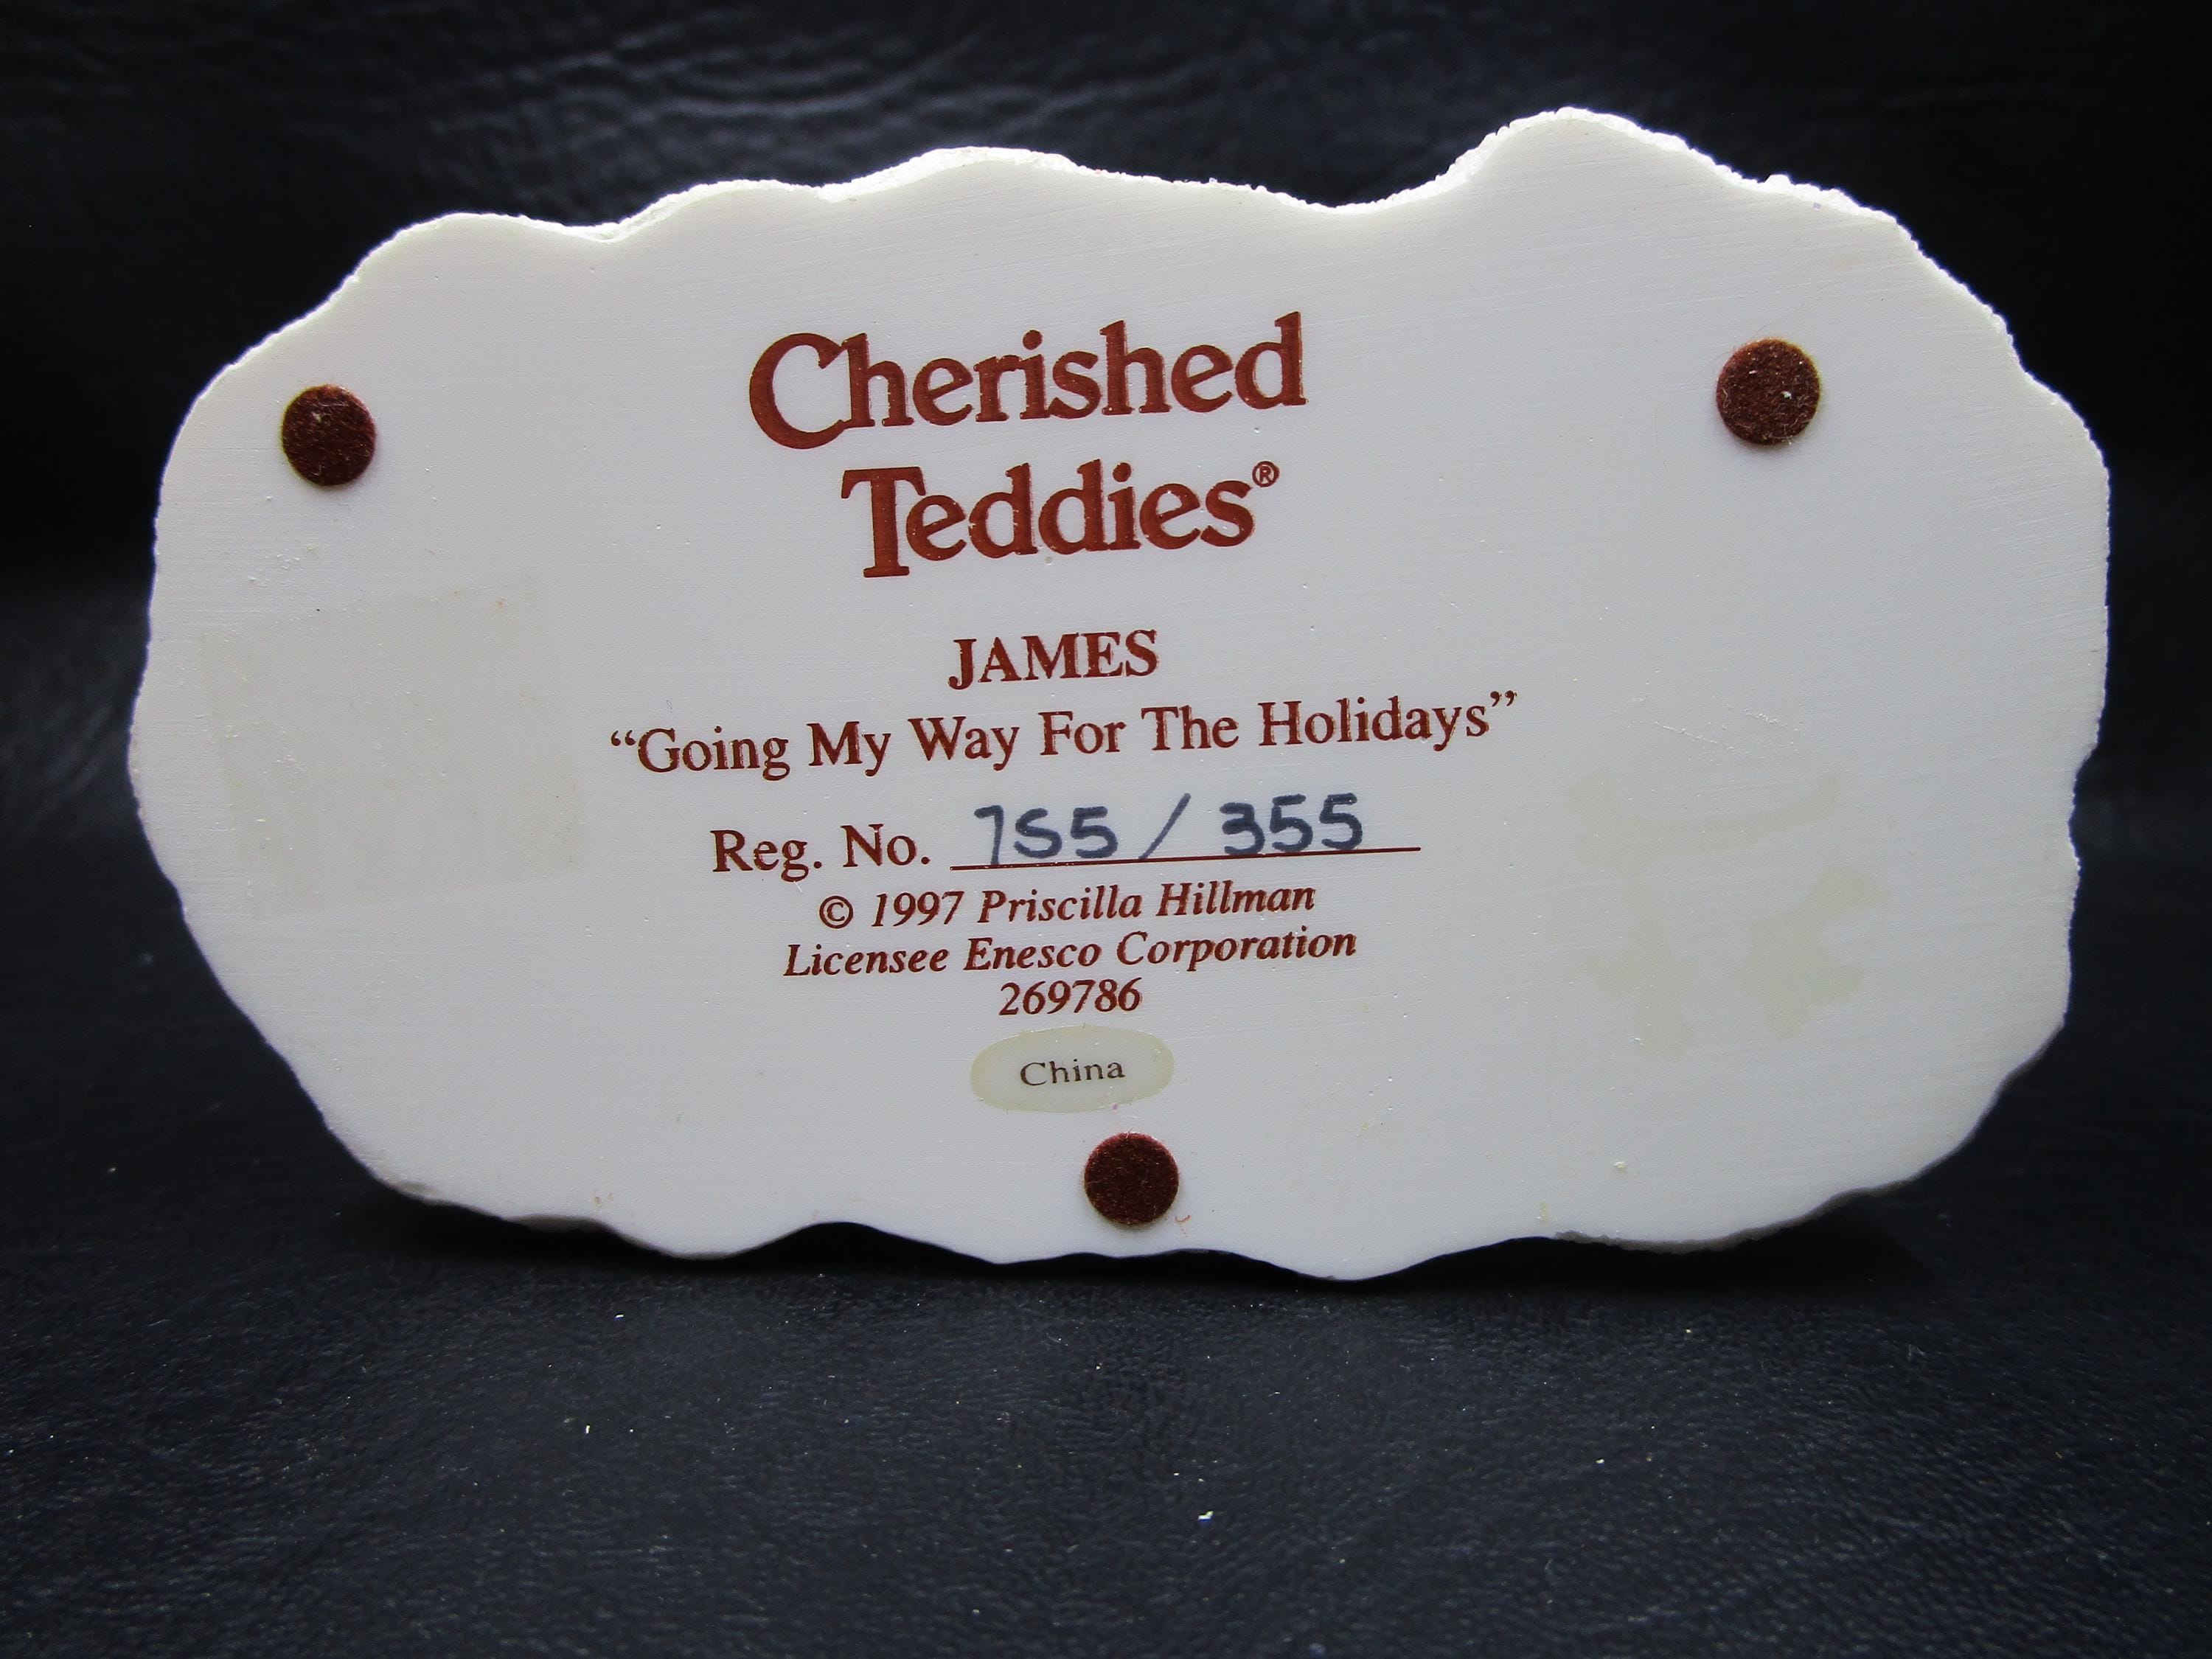 Cherished
Teddies®
JAMES
“Going My Way For The Holidays”
Reg. No. 7S5 / 355
© 1997 Priscilla Hillman
Licensee Enesco Corporation
269786
China